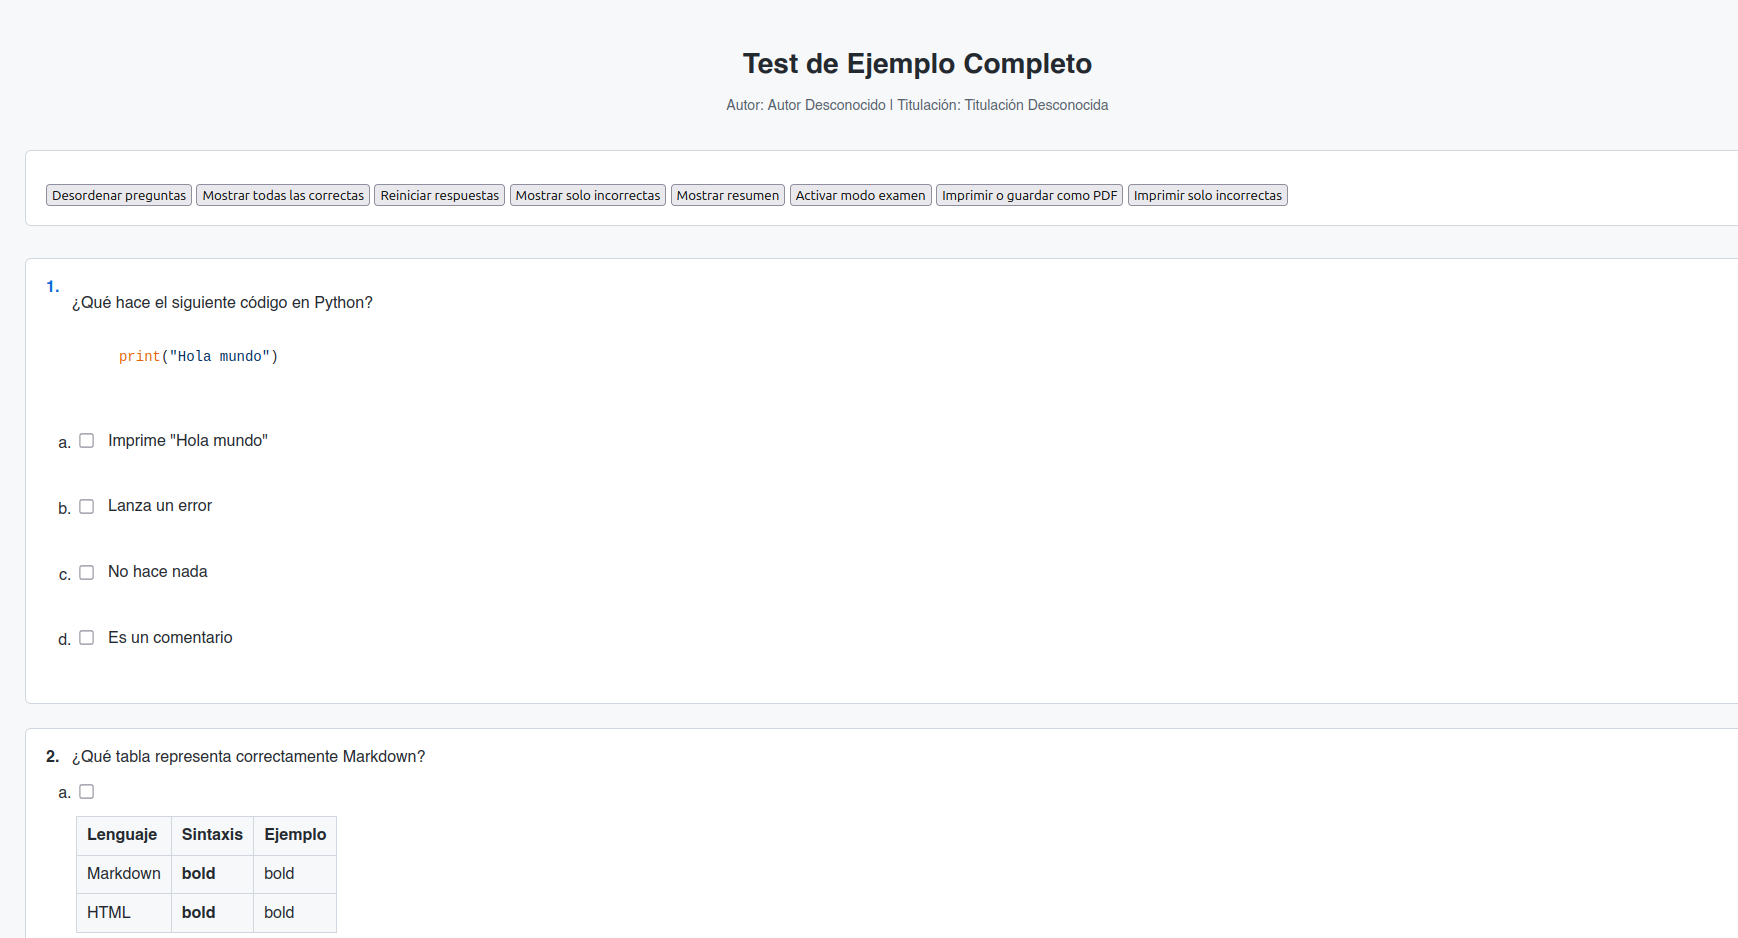 Test de Ejemplo Completo
Autor: Autor Desconocido | Titulación: Titulación Desconocida
Desordenar preguntas Mostrar todas las correctas Reiniciar respuestas Mostrar solo incorrectas Mostrar resumen Activar modo examen Imprimir o guardar como PDF Imprimir solo incorrectas
1.
¿Qué hace el siguiente código en Python?
print("Hola mundo")
a. Imprime "Hola mundo"
b. Lanza un error
c. No hace nada
d. Es un comentario
2. ¿Qué tabla representa correctamente Markdown?
a.
Lenguaje Sintaxis Ejemplo
Markdown bold bold
HTML bold bold